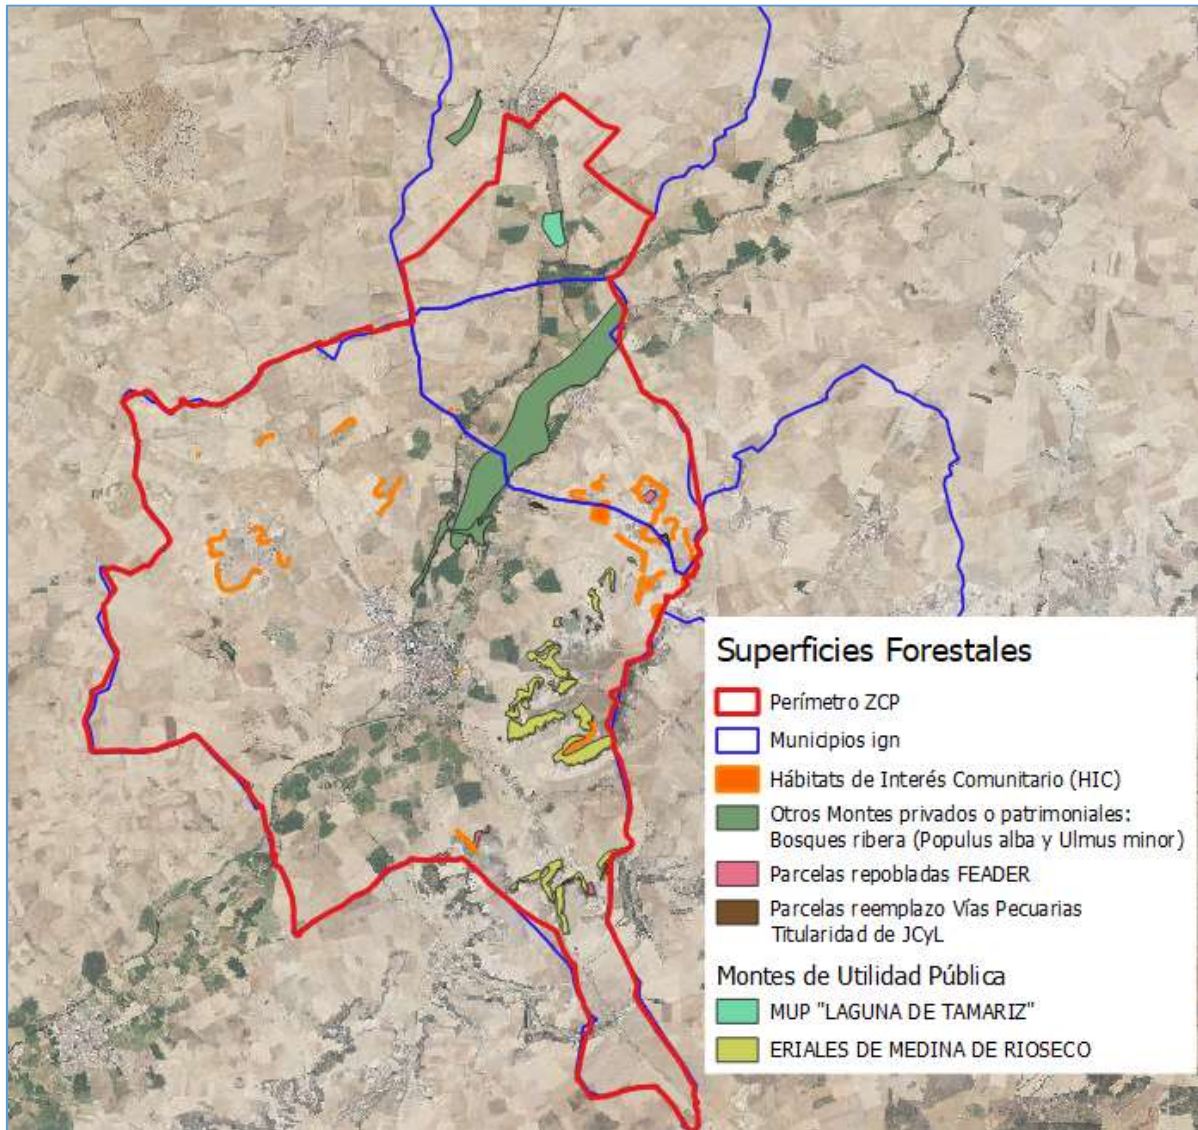 Superficies Forestales
Perímetro ZCP
Municipios ign
Hábitats de Interés Comunitario (HIC)
Otros Montes privados o patrimoniales:
Bosques ribera (Populus alba y Ulmus minor)
Parcelas repobladas FEADER
Parcelas reemplazo Vías Pecuarias
Titularidad de JCyL
Montes de Utilidad Pública
MUP "LAGUNA DE TAMARIZ"
ERIALES DE MEDINA DE RIOSECO